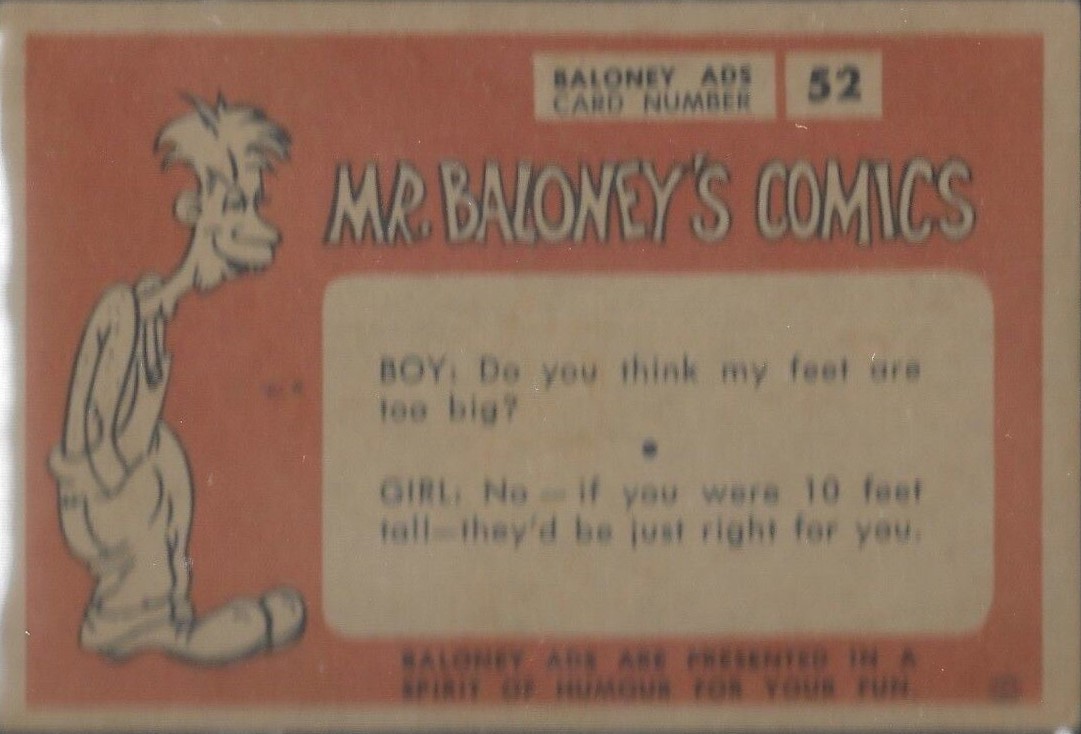 BALONEY ADS
CARD NUMBER
52
MR. BALONEY'S COMICS
BOY: Do you think my feet are
too big?
•
GIRL: No — if you were 10 feet
tall—they'd be just right for you.
BALONEY ADS ARE PRESENTED IN A
SPIRIT OF HUMOUR FOR YOUR FUN